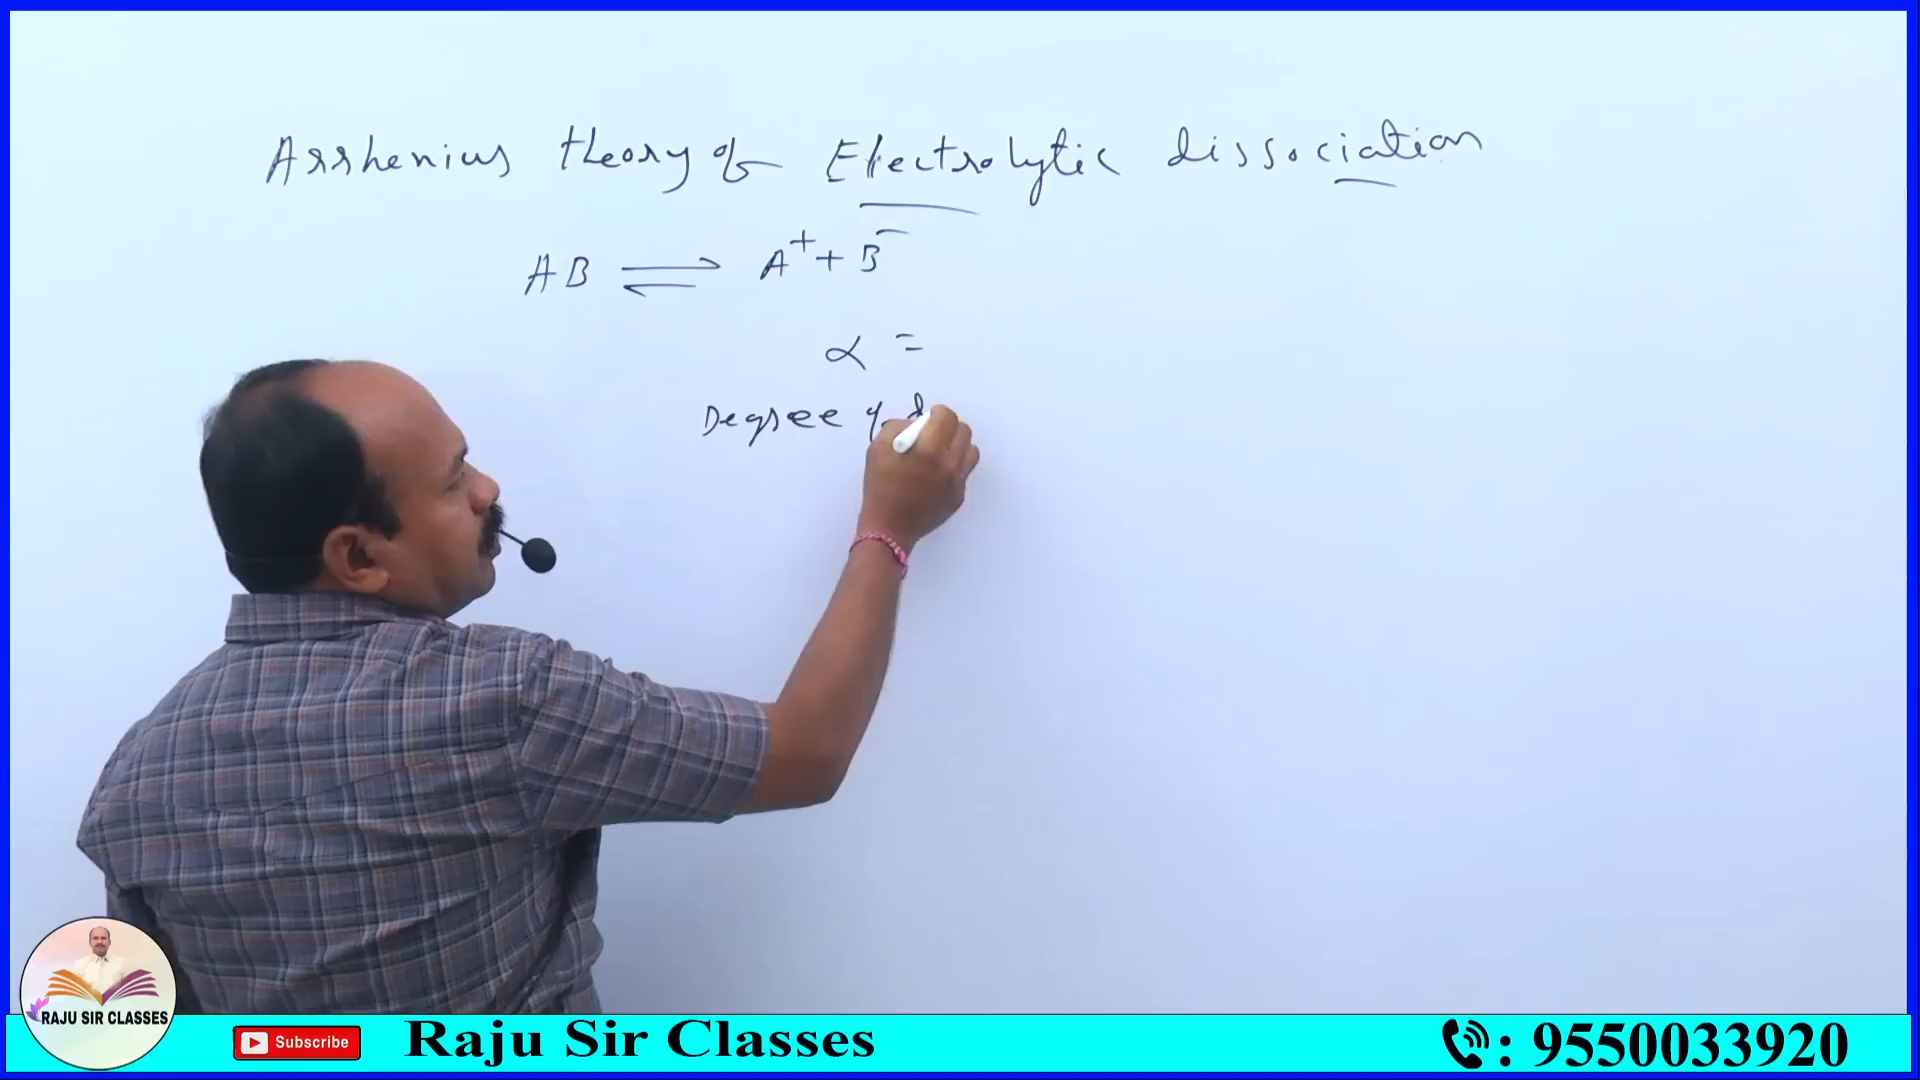 Arrhenius theory of Electrolytic dissociation
AB ⇌ A⁺ + B⁻
α =
Degree of d
RAJU SIR CLASSES
Subscribe
Raju Sir Classes
: 9550033920